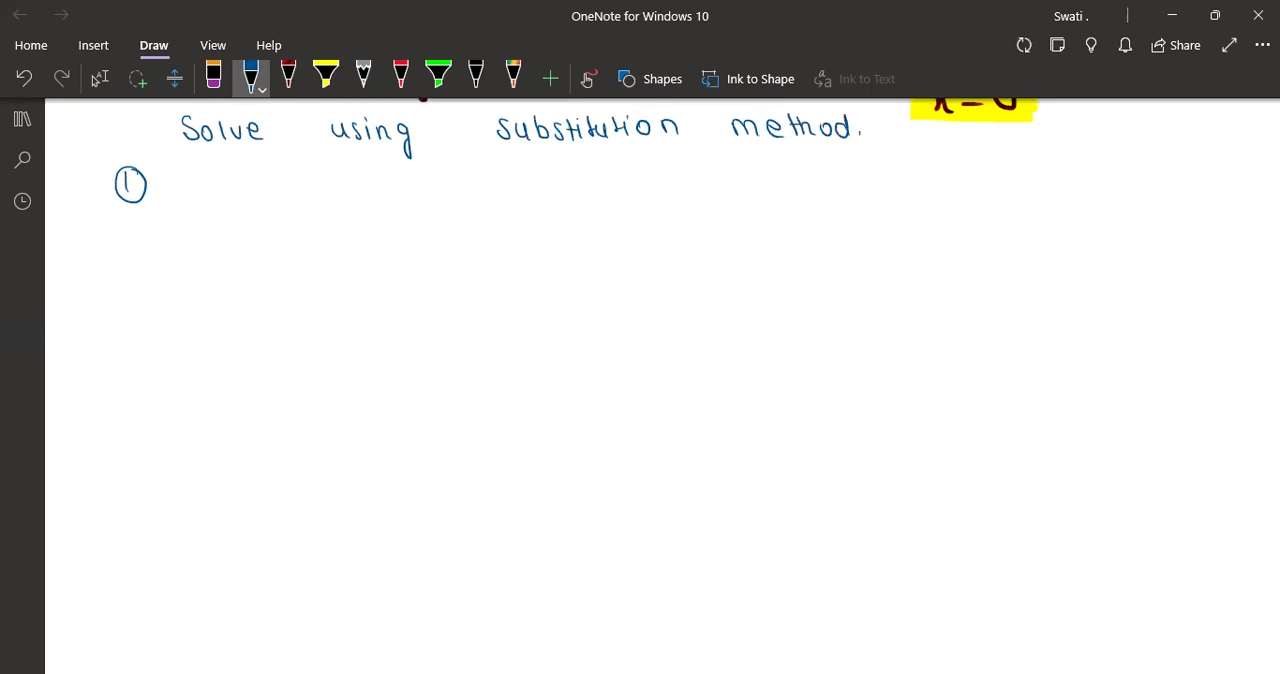 OneNote for Windows 10
Swati .
Home Insert Draw View Help
Share
Shapes Ink to Shape Ink to Text
Solve using substitution method.
①